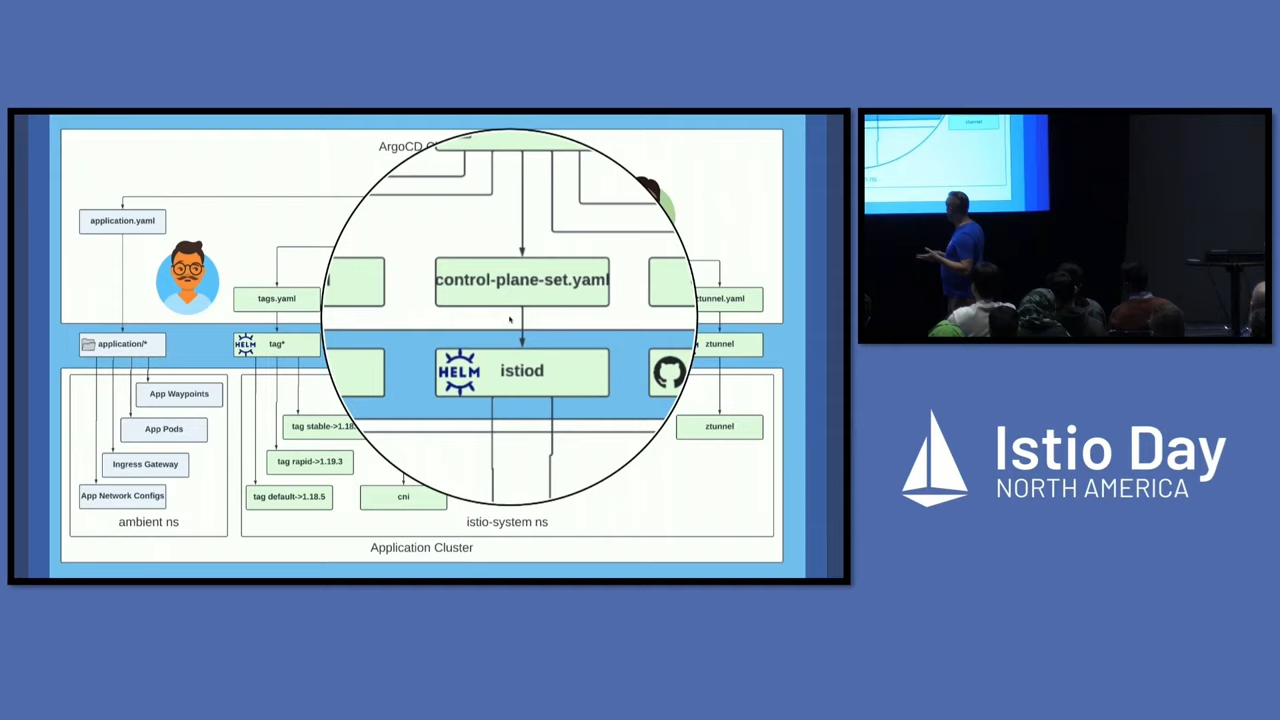 ArgoCD
application.yaml
tags.yaml
control-plane-set.yaml
ztunnel.yaml
application/*
HELM
tag*
HELM
istiod
ztunnel
App Waypoints
App Pods
Ingress Gateway
App Network Configs
ambient ns
tag stable->1.18.
tag rapid->1.19.3
tag default->1.18.5
cni
ztunnel
istio-system ns
Application Cluster
Istio Day
NORTH AMERICA